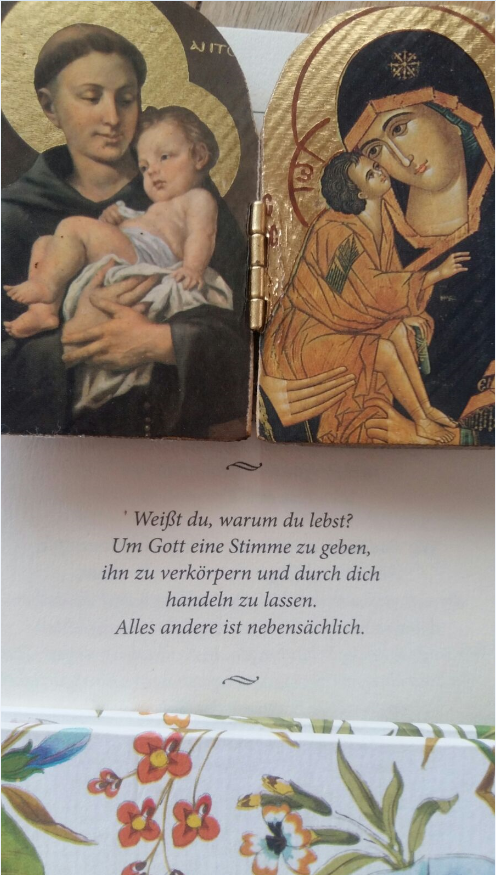 Weißt du, warum du lebst?
Um Gott eine Stimme zu geben,
ihn zu verkörpern und durch dich
handeln zu lassen.
Alles andere ist nebensächlich.